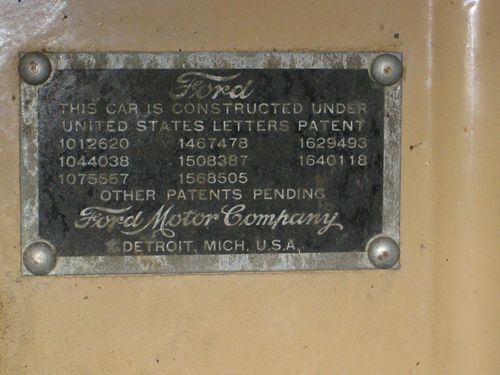 Ford
THIS CAR IS CONSTRUCTED UNDER
UNITED STATES LETTERS PATENT
1012620 1467478 1629493
1044038 1508387 1640118
1075557 1568505
OTHER PATENTS PENDING
Ford Motor Company
DETROIT, MICH. U.S.A.